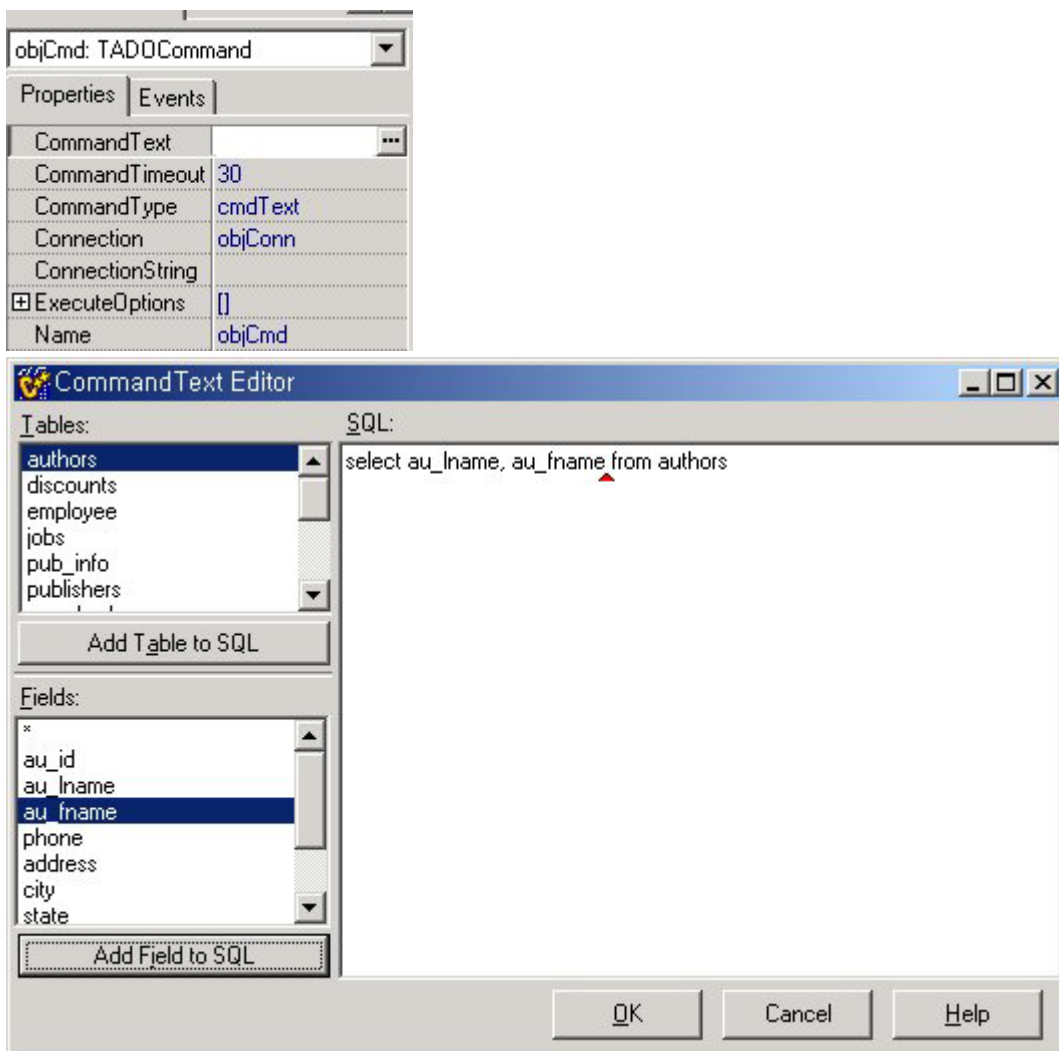 objCmd: TADOCommand
Properties Events
CommandText
CommandTimeout 30
CommandType cmdText
Connection objConn
ConnectionString
ExecuteOptions []
Name objCmd
CommandText Editor
Tables:
authors
discounts
employee
jobs
pub_info
publishers
Add Table to SQL
Fields:
*
au_id
au_lname
au_fname
phone
address
city
state
Add Field to SQL
SQL:
select au_lname, au_fname from authors
OK Cancel Help